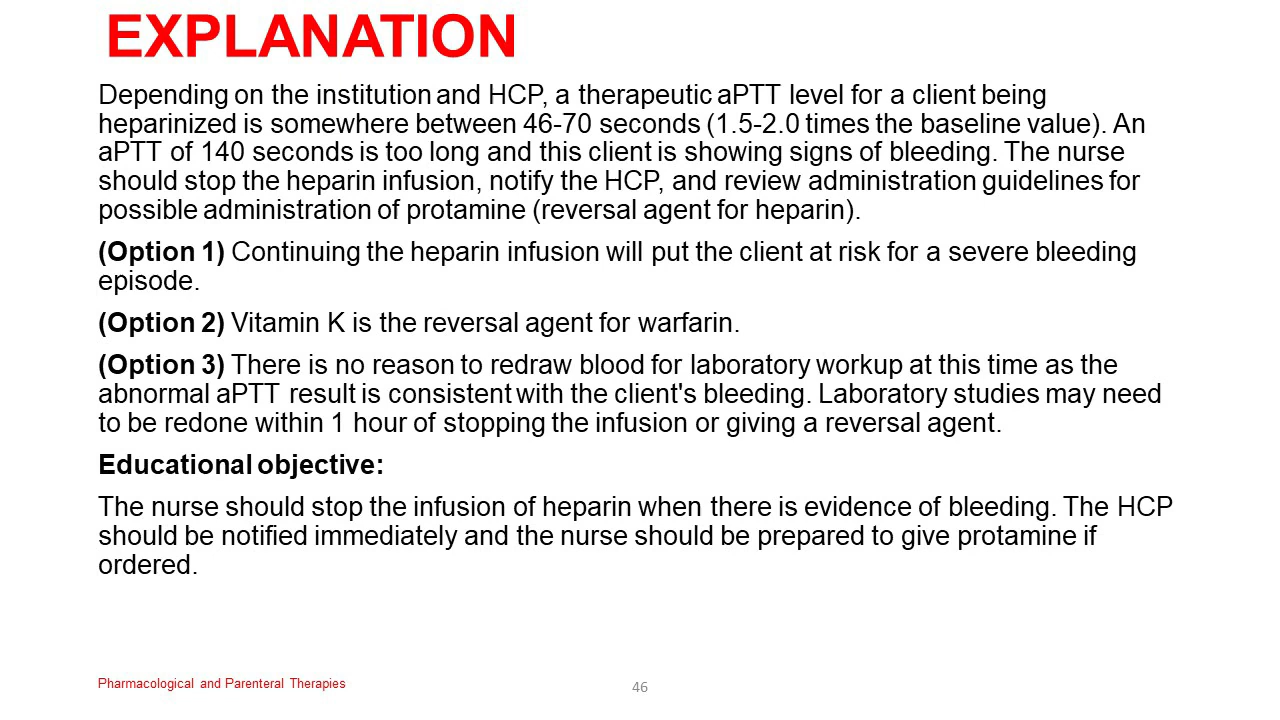 EXPLANATION
Depending on the institution and HCP, a therapeutic aPTT level for a client being
heparinized is somewhere between 46-70 seconds (1.5-2.0 times the baseline value). An
aPTT of 140 seconds is too long and this client is showing signs of bleeding. The nurse
should stop the heparin infusion, notify the HCP, and review administration guidelines for
possible administration of protamine (reversal agent for heparin).
(Option 1) Continuing the heparin infusion will put the client at risk for a severe bleeding
episode.
(Option 2) Vitamin K is the reversal agent for warfarin.
(Option 3) There is no reason to redraw blood for laboratory workup at this time as the
abnormal aPTT result is consistent with the client's bleeding. Laboratory studies may need
to be redone within 1 hour of stopping the infusion or giving a reversal agent.
Educational objective:
The nurse should stop the infusion of heparin when there is evidence of bleeding. The HCP
should be notified immediately and the nurse should be prepared to give protamine if
ordered.
Pharmacological and Parenteral Therapies
46